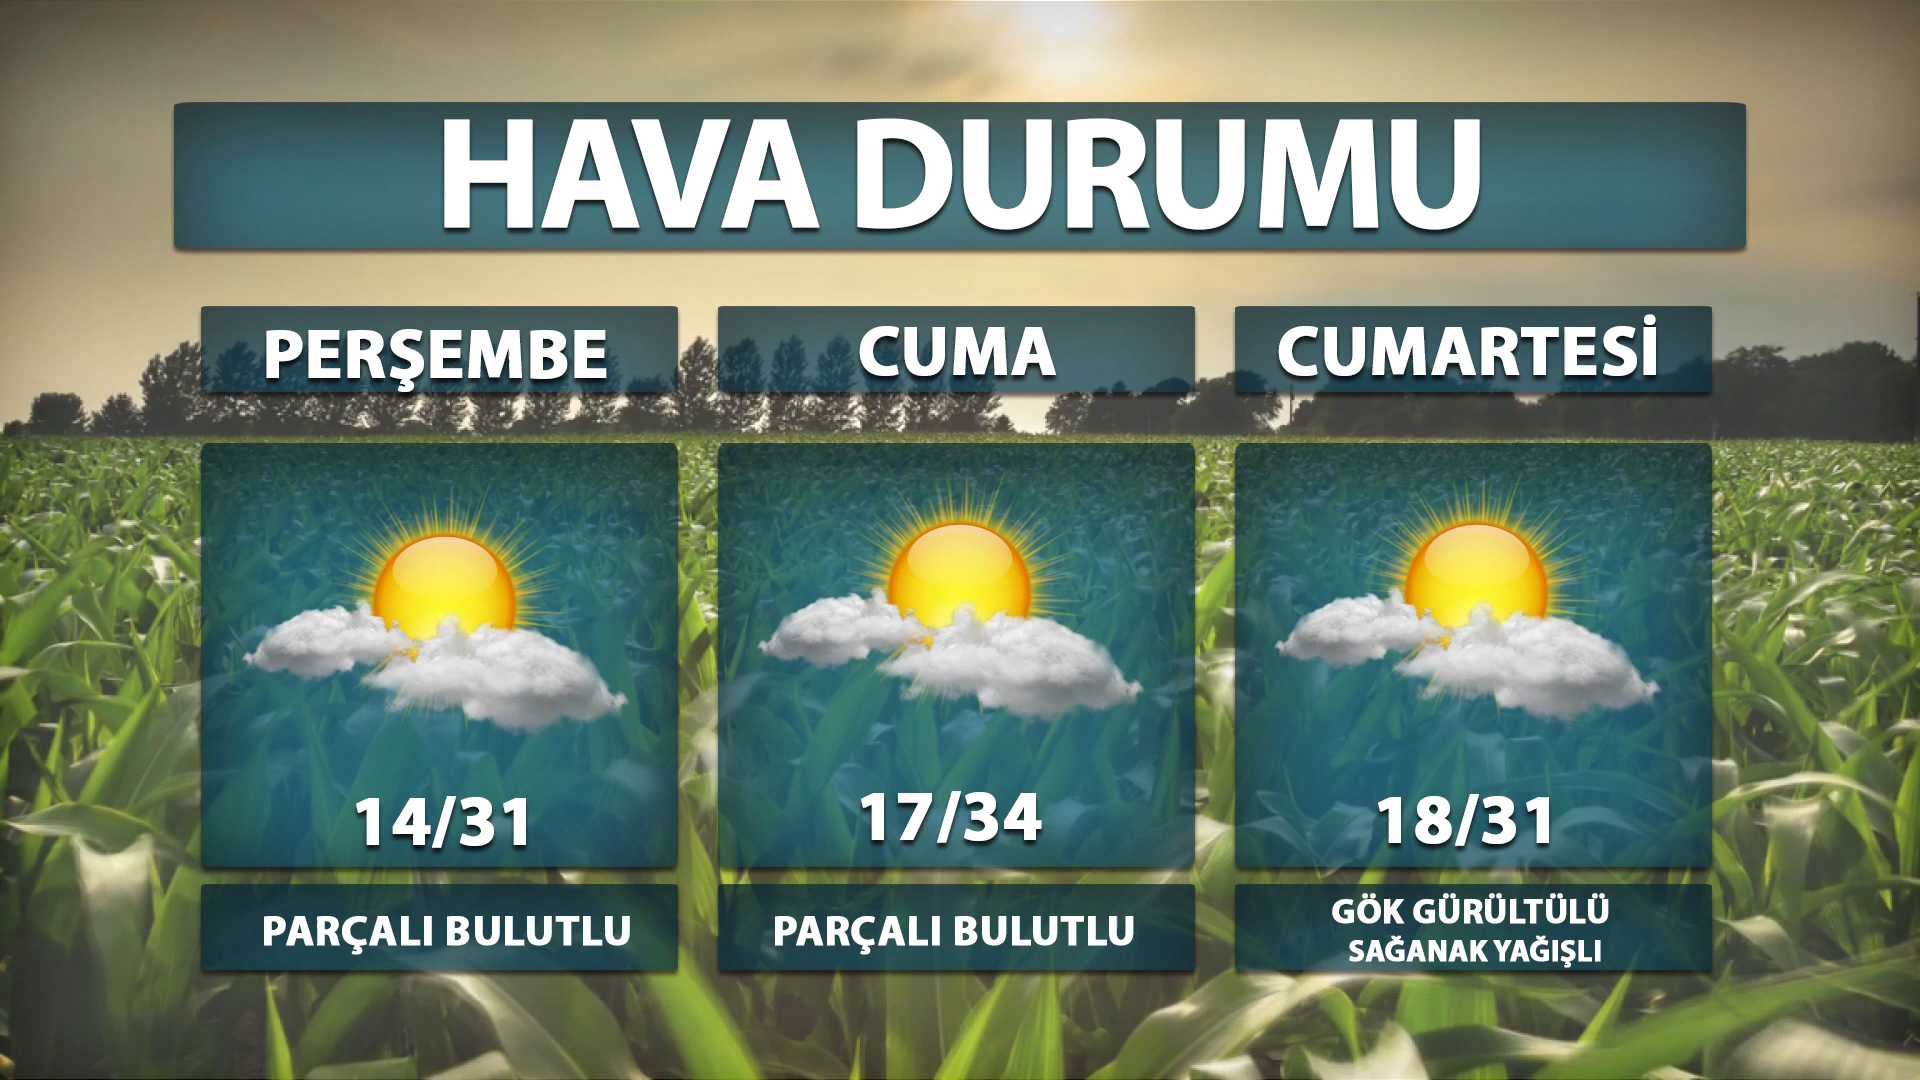 HAVA DURUMU
PERŞEMBE
14/31
PARÇALI BULUTLU
CUMA
17/34
PARÇALI BULUTLU
CUMARTESİ
18/31
GÖK GÜRÜLTÜLÜ
SAĞANAK YAĞIŞLI